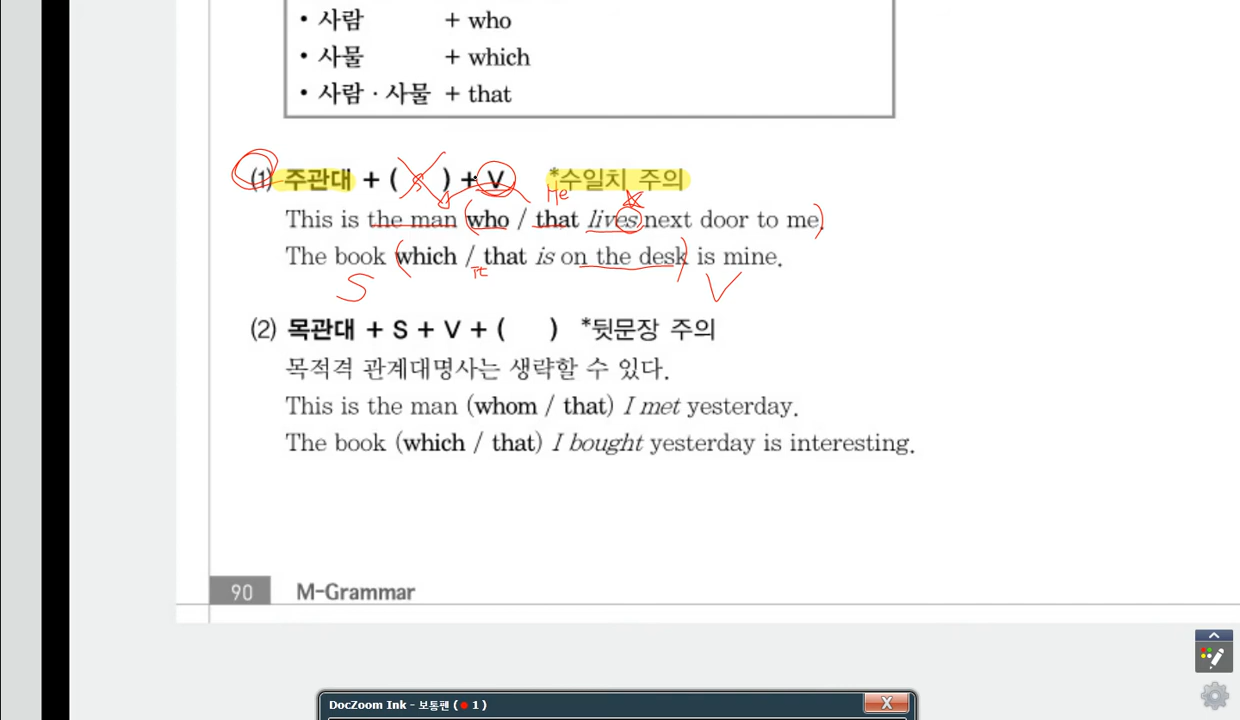 • 사람 + who
• 사물 + which
• 사람 · 사물 + that
(1) 주관대 + ( S ) + V *수일치 주의
He
This is the man (who / that lives next door to me).
The book (which / that is on the desk) is mine.
It
S V
(2) 목관대 + S + V + ( ) *뒷문장 주의
목적격 관계대명사는 생략할 수 있다.
This is the man (whom / that) I met yesterday.
The book (which / that) I bought yesterday is interesting.
90 M-Grammar
DocZoom Ink - 보통펜 ( ● 1 ) X